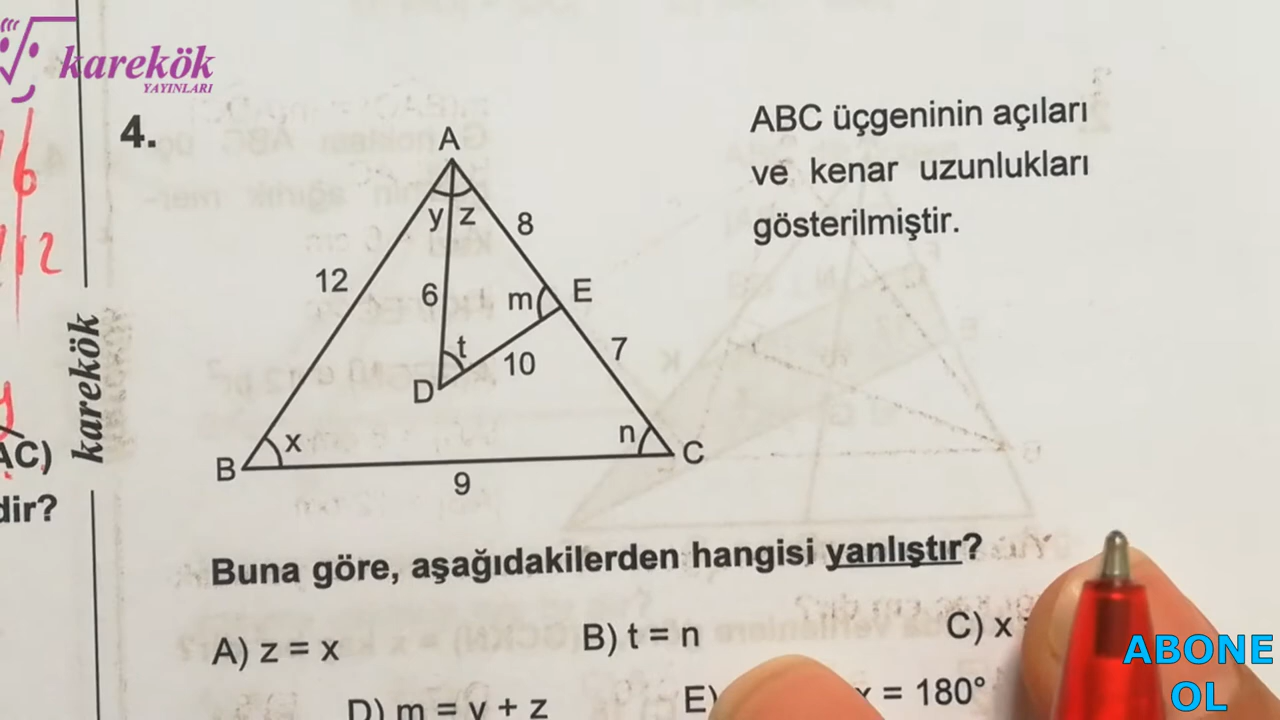 karekök
YAYINLARI
4.
ABC üçgeninin açıları
ve kenar uzunlukları
gösterilmiştir.
A
y z
8
12
6
m
E
t
10
7
D
x
n
B
C
9
karekök
AC)
dir?
Buna göre, aşağıdakilerden hangisi yanlıştır?
A) z = x
B) t = n
C) x
D) m = y + z
E)
= 180°
ABONE
OL